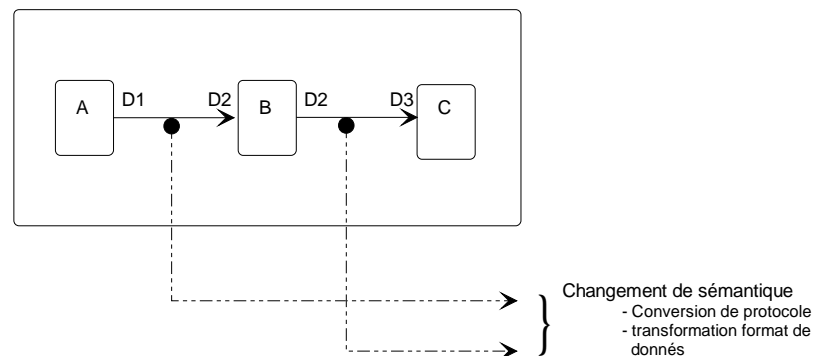 A D1 D2 B D2 D3 C
Changement de sémantique
- Conversion de protocole
- transformation format de
donnés